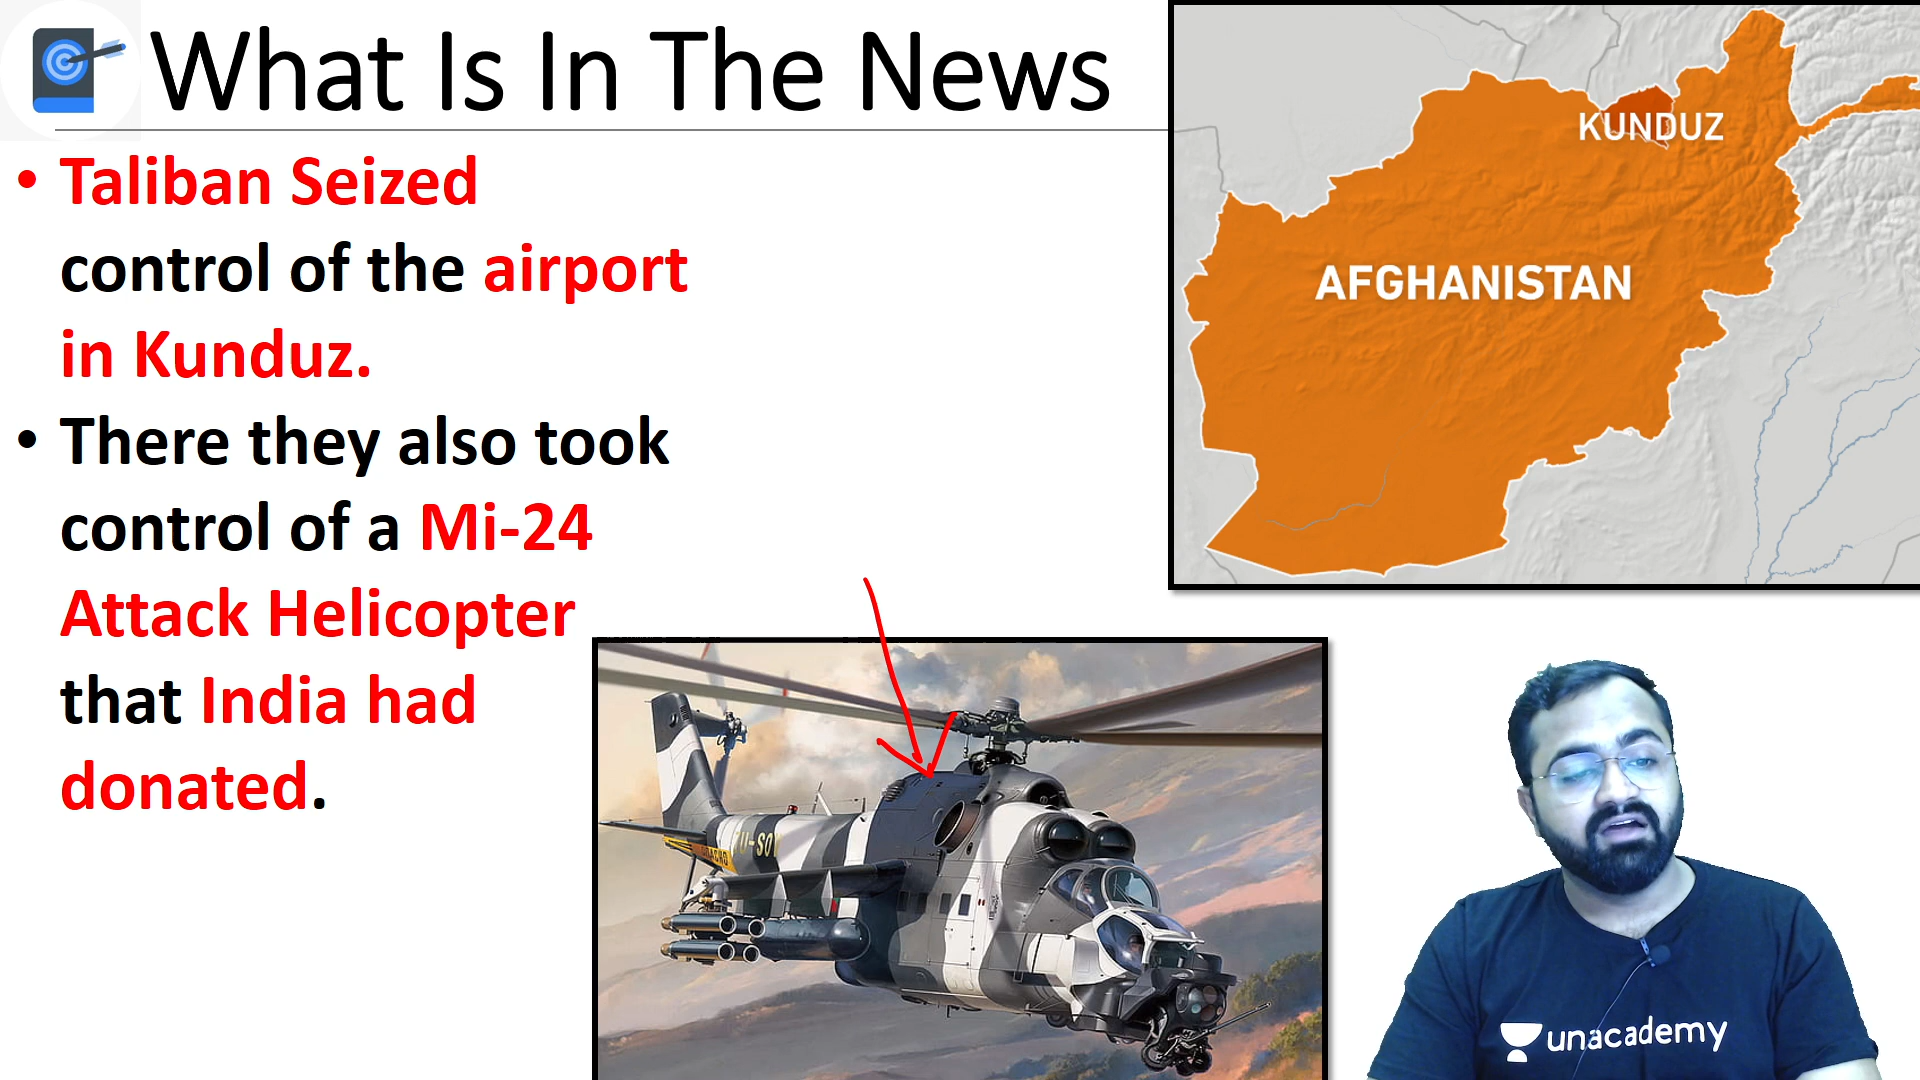 What Is In The News
• Taliban Seized
control of the airport
in Kunduz.
• There they also took
control of a Mi-24
Attack Helicopter
that India had
donated.
KUNDUZ
AFGHANISTAN
unacademy